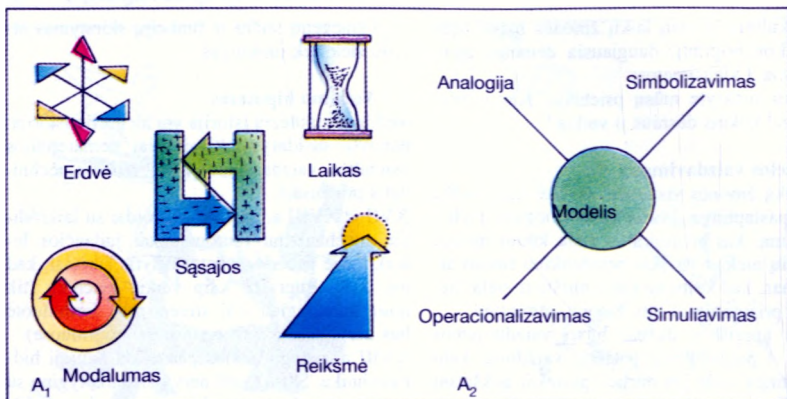 Erdvė
Laikas
Sąsajos
Modalumas
Reikšmė
A1
Analogija
Simbolizavimas
Modelis
Operacionalizavimas
Simuliavimas
A2